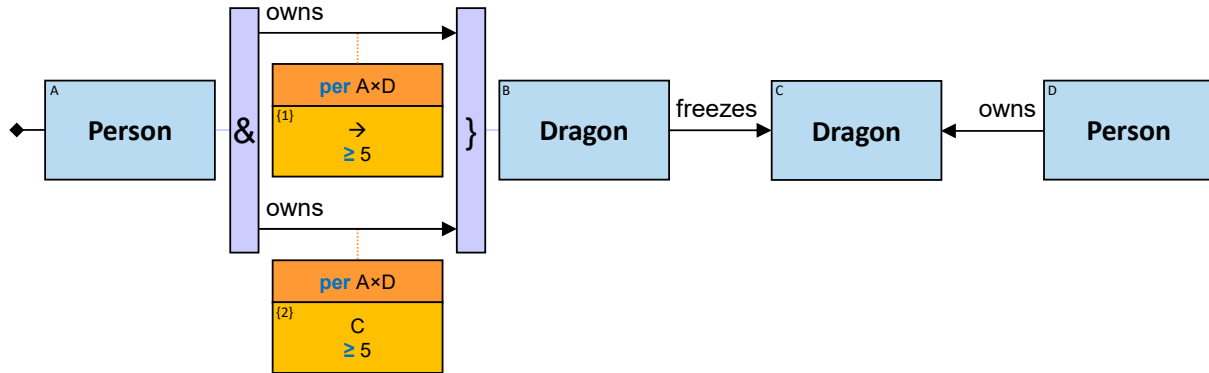 owns
per A×D
{1}
→
≥ 5
A
Person
&
}
B
Dragon
freezes
C
Dragon
owns
D
Person
owns
per A×D
{2}
C
≥ 5